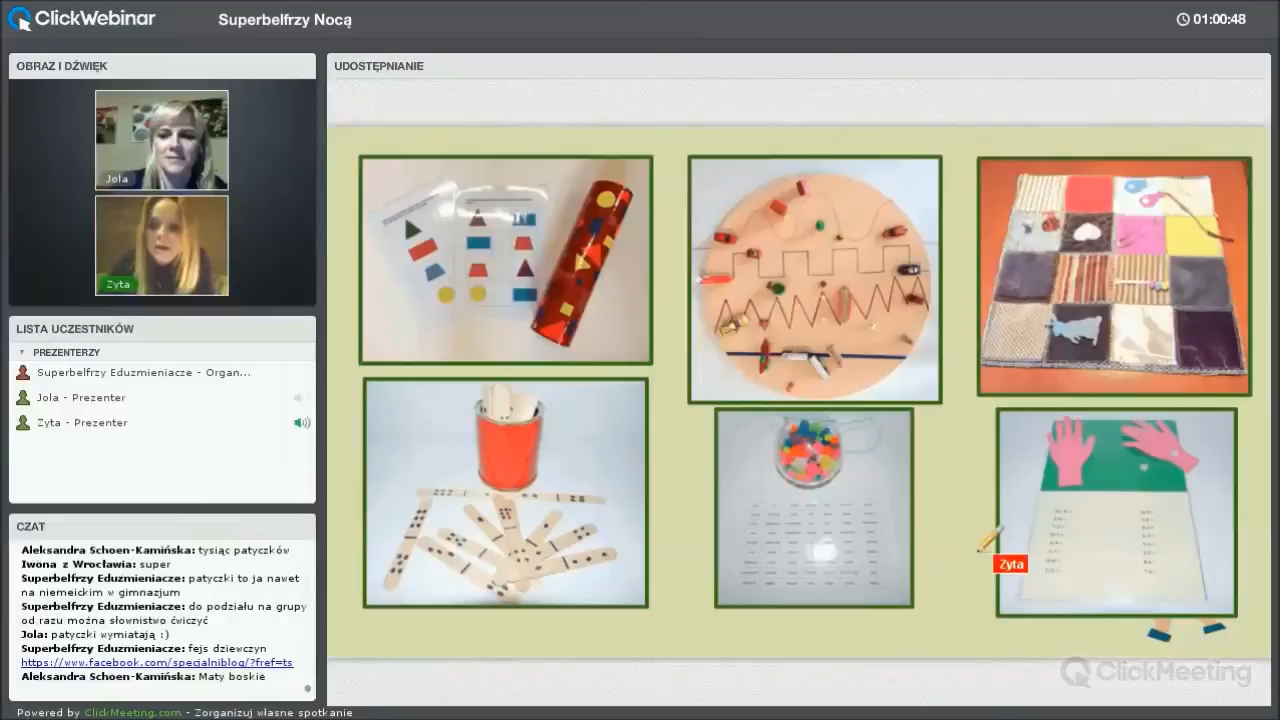 ClickWebinar
Superbelfrzy Nocą
01:00:48
OBRAZ I DŹWIĘK
Jola
Zyta
LISTA UCZESTNIKÓW
PREZENTERZY
Superbelfrzy Eduzmieniacze - Organ...
Jola - Prezenter
Zyta - Prezenter
CZAT
Aleksandra Schoen-Kamińska: tysiąc patyczków
Iwona z Wrocławia: super
Superbelfrzy Eduzmieniacze: patyczki to ja nawet
na niemeickim w gimnazjum
Superbelfrzy Eduzmieniacze: do podziału na grupy
od razu można słownistwo ćwiczyć
Jola: patyczki wymiatają :)
Superbelfrzy Eduzmieniacze: fejs dziewczyn
https://www.facebook.com/specjalniblog/?fref=ts
Aleksandra Schoen-Kamińska: Maty boskie
UDOSTĘPNIANIE
Zyta
ClickMeeting
Powered by ClickMeeting.com - Zorganizuj własne spotkanie